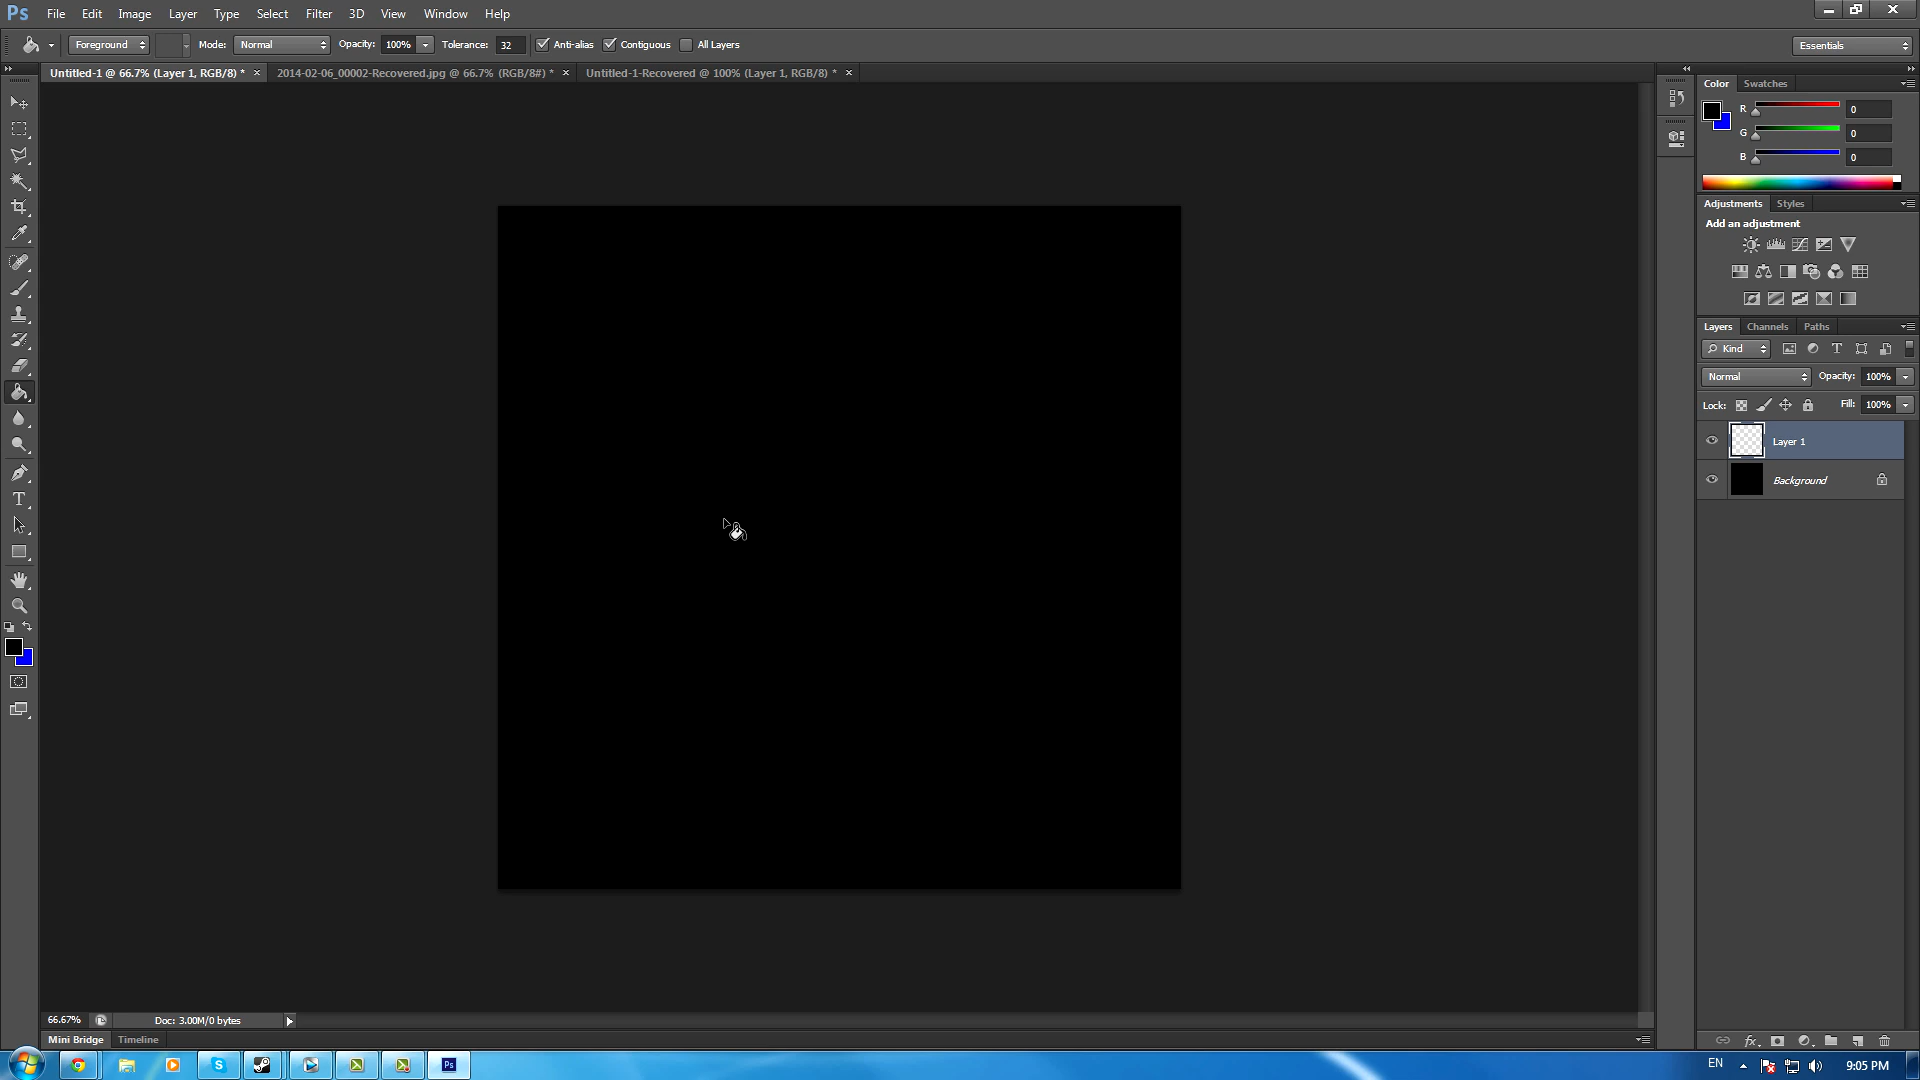 Ps File Edit Image Layer Type Select Filter 3D View Window Help
Foreground Mode: Normal Opacity: 100% Tolerance: 32 Anti-alias Contiguous All Layers Essentials
Untitled-1 @ 66.7% (Layer 1, RGB/8) * × 2014-02-06_00002-Recovered.jpg @ 66.7% (RGB/8#) * × Untitled-1-Recovered @ 100% (Layer 1, RGB/8) * ×
Color Swatches
R 0
G 0
B 0
Adjustments Styles
Add an adjustment
Layers Channels Paths
Kind T
Normal Opacity: 100%
Lock: Fill: 100%
Layer 1
Background
T
66.67% Doc: 3.00M/0 bytes
Mini Bridge Timeline
fx
S Ps EN 9:05 PM